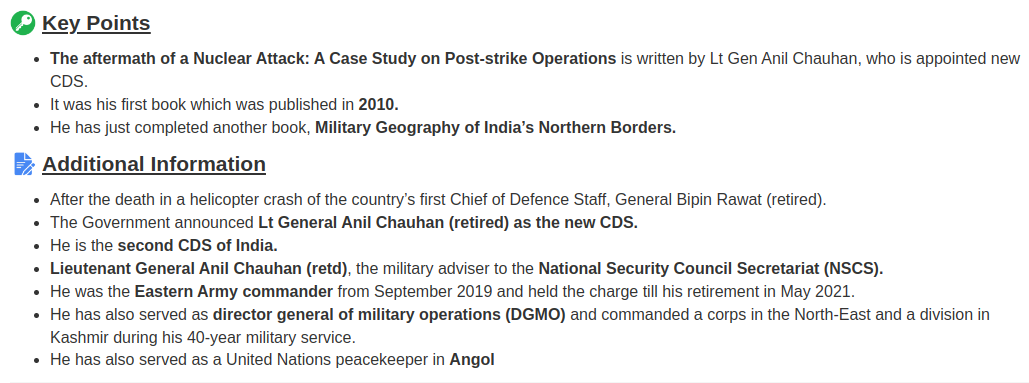 Key Points
The aftermath of a Nuclear Attack: A Case Study on Post-strike Operations is written by Lt Gen Anil Chauhan, who is appointed new
CDS.
It was his first book which was published in 2010.
He has just completed another book, Military Geography of India’s Northern Borders.
Additional Information
After the death in a helicopter crash of the country’s first Chief of Defence Staff, General Bipin Rawat (retired).
The Government announced Lt General Anil Chauhan (retired) as the new CDS.
He is the second CDS of India.
Lieutenant General Anil Chauhan (retd), the military adviser to the National Security Council Secretariat (NSCS).
He was the Eastern Army commander from September 2019 and held the charge till his retirement in May 2021.
He has also served as director general of military operations (DGMO) and commanded a corps in the North-East and a division in
Kashmir during his 40-year military service.
He has also served as a United Nations peacekeeper in Angol